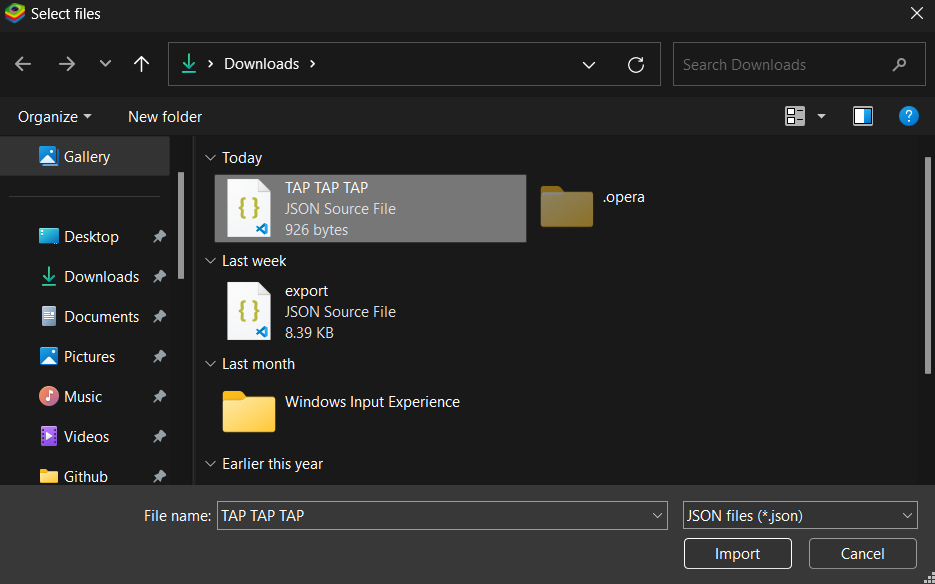 Select files
Downloads
Search Downloads
Organize
New folder
?
Gallery
Desktop
Downloads
Documents
Pictures
Music
Videos
Github
Today
TAP TAP TAP
JSON Source File
926 bytes
.opera
Last week
export
JSON Source File
8.39 KB
Last month
Windows Input Experience
Earlier this year
File name: TAP TAP TAP
JSON files (*.json)
Import
Cancel